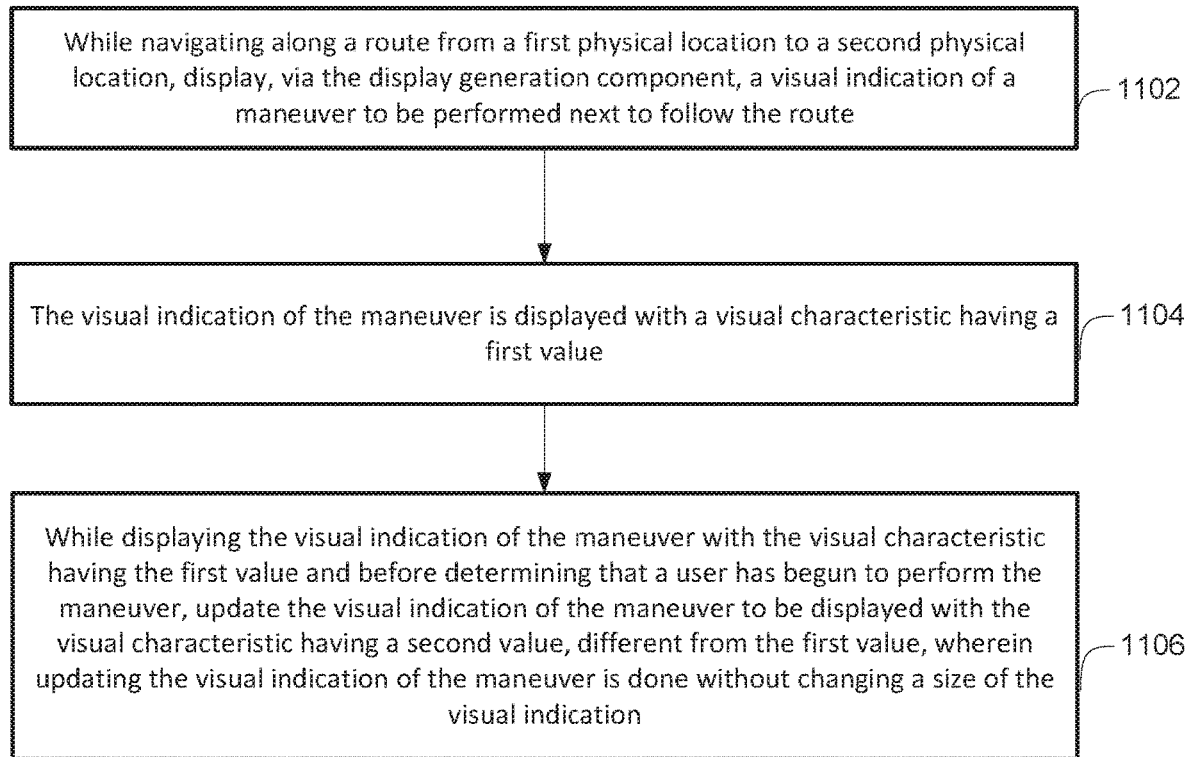 While navigating along a route from a first physical location to a second physical
location, display, via the display generation component, a visual indication of a
maneuver to be performed next to follow the route
1102
The visual indication of the maneuver is displayed with a visual characteristic having a
first value
1104
While displaying the visual indication of the maneuver with the visual characteristic
having the first value and before determining that a user has begun to perform the
maneuver, update the visual indication of the maneuver to be displayed with the
visual characteristic having a second value, different from the first value, wherein
updating the visual indication of the maneuver is done without changing a size of the
visual indication
1106